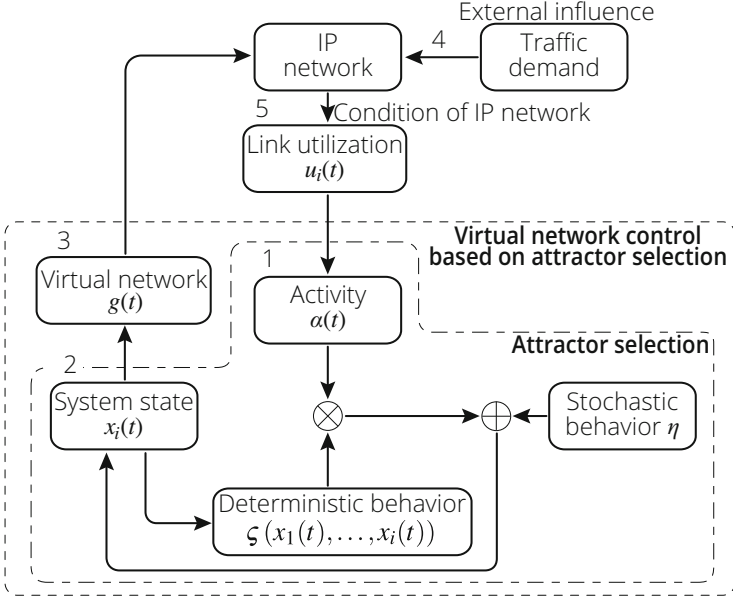 External influence
IP
network
4
Traffic
demand
5
Condition of IP network
Link utilization
u_i(t)
3
Virtual network control
based on attractor selection
1
Virtual network
g(t)
Activity
α(t)
Attractor selection
2
System state
x_i(t)
⊗
⊕
Stochastic
behavior η
Deterministic behavior
ς(x_1(t),...,x_i(t))